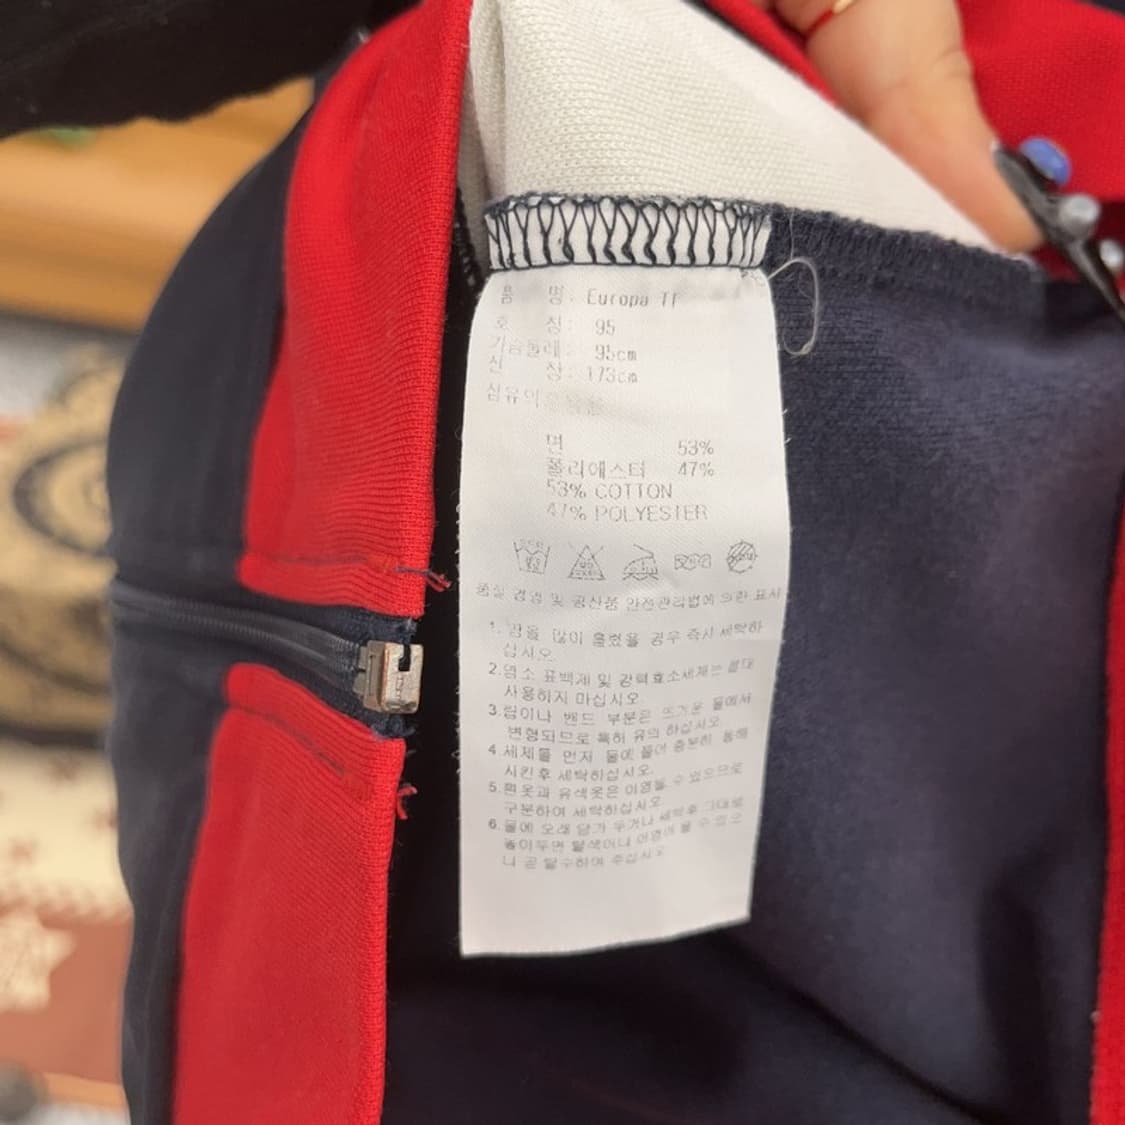 품 명: Europa TT
호 칭: 95
가슴둘레: 95cm
신 장: 173cm
섬유의
면 53%
폴리에스터 47%
53% COTTON
47% POLYESTER
품질 경영 및 공산품 안전관리법에 의한 표시
1. 땀을 많이 흘렸을 경우 즉시 세탁하
십시오.
2. 염소 표백제 및 강력효소세제는 절대
사용하지 마십시오
3. 립이나 밴드 부분은 뜨거운 물에서
변형되므로 특히 유의 하십시오
4. 세제를 먼저 물에 풀어 충분히 용해
시킨후 세탁하십시오.
5. 흰옷과 유색옷은 이염될 수 있으므로
구분하여 세탁하십시오
6. 물에 오래 담가 두거나 세탁후 그대로
놓아두면 탈색이나 이염이 될 수 있으
니 곧 탈수하여 주십시오